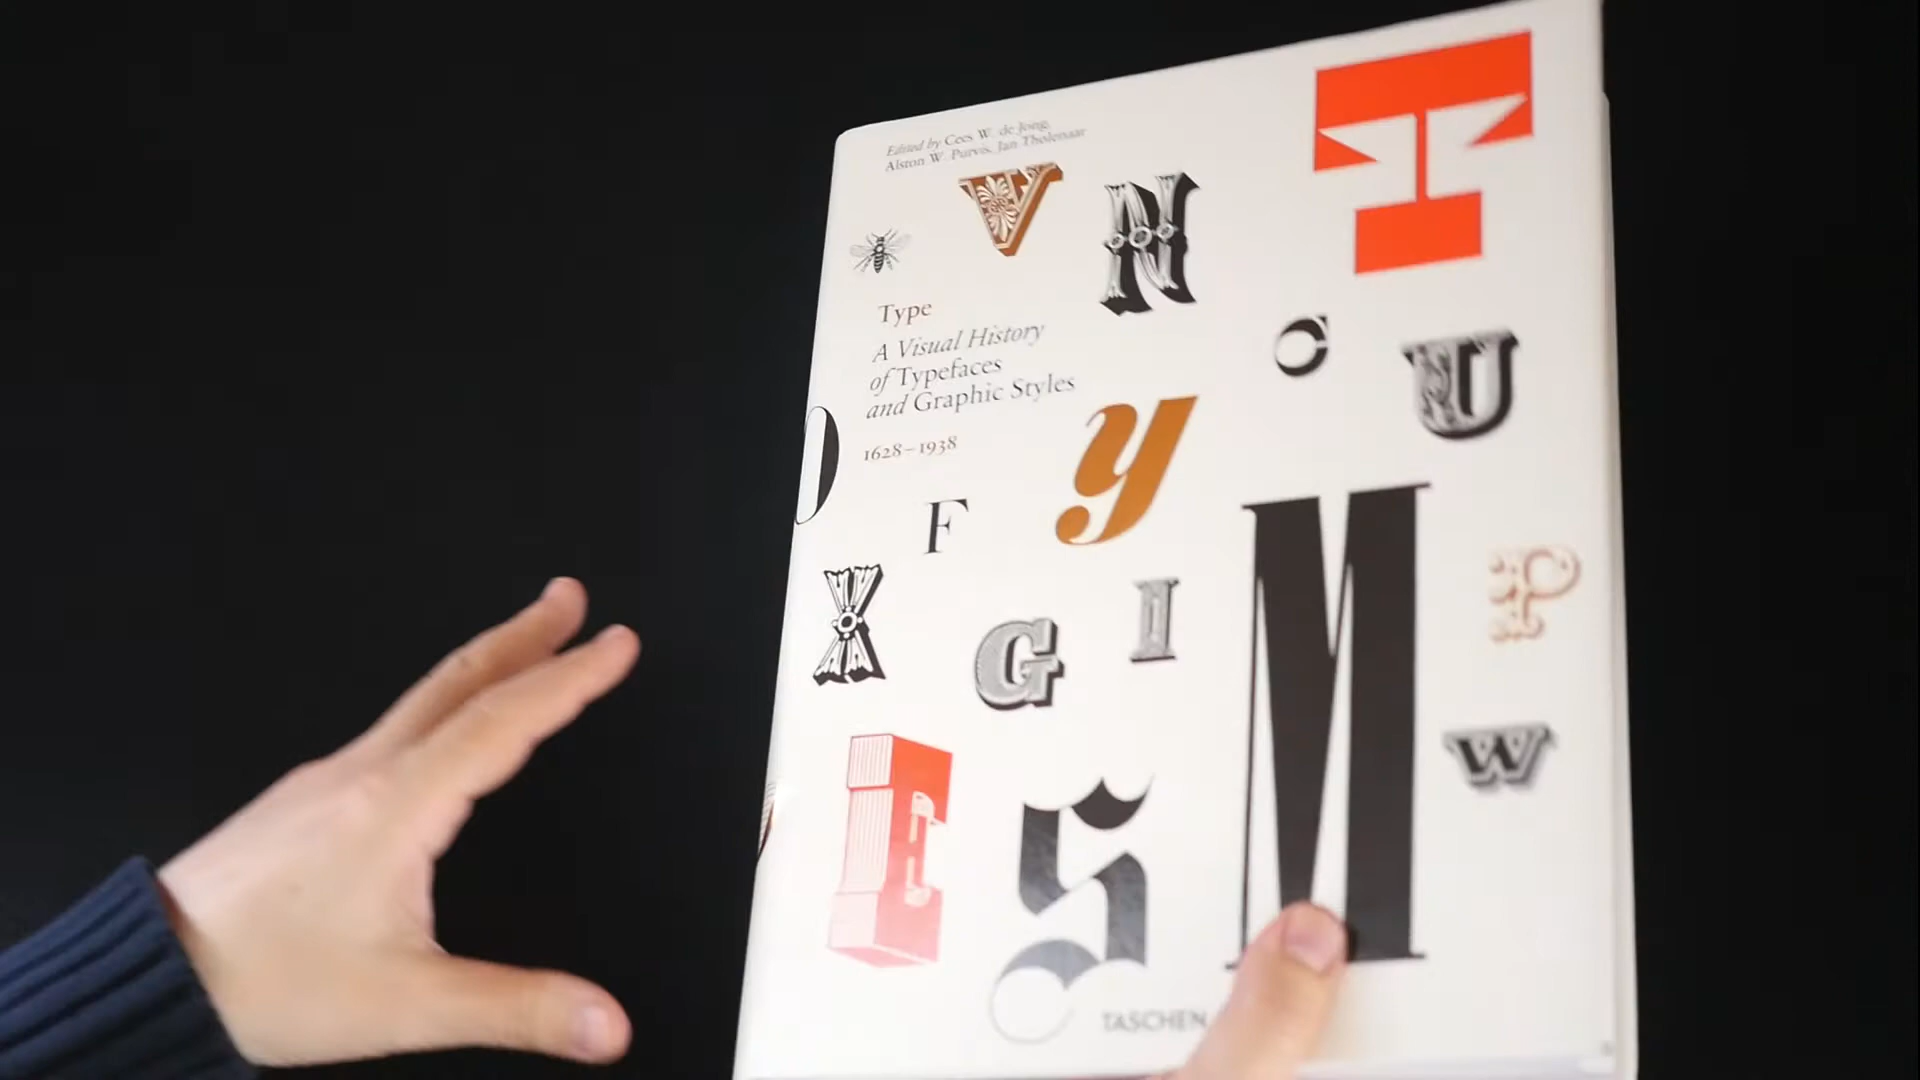 Edited by Cees W. de Jong,
Alston W. Purvis, Jan Tholenaar
V
N
T
Type
A Visual History
of Typefaces
and Graphic Styles
1628–1938
C
U
y
O
F
M
X
G
I
P
E
S
W
TASCHEN